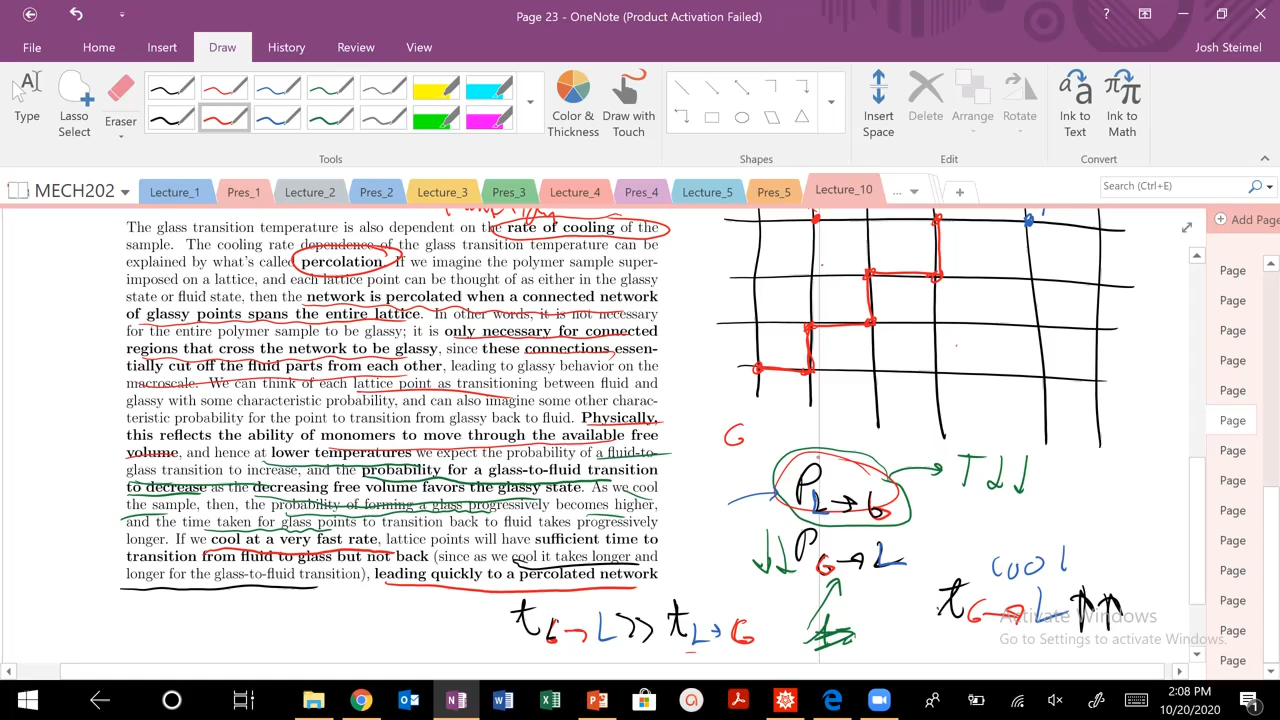 Page 23 - OneNote (Product Activation Failed)
?
File Home Insert Draw History Review View Josh Steimel
Type Lasso Select Eraser Color & Thickness Draw with Touch Insert Space Delete Arrange Rotate Ink to Text Ink to Math
Tools Shapes Edit Convert
MECH202 Lecture_1 Pres_1 Lecture_2 Pres_2 Lecture_3 Pres_3 Lecture_4 Pres_4 Lecture_5 Pres_5 Lecture_10 ... Search (Ctrl+E)
Add Page
The glass transition temperature is also dependent on the rate of cooling of the
sample. The cooling rate dependence of the glass transition temperature can be
explained by what's called percolation. If we imagine the polymer sample super-
imposed on a lattice, and each lattice point can be thought of as either in the glassy
state or fluid state, then the network is percolated when a connected network
of glassy points spans the entire lattice. In other words, it is not necessary
for the entire polymer sample to be glassy; it is only necessary for connected
regions that cross the network to be glassy, since these connections essen-
tially cut off the fluid parts from each other, leading to glassy behavior on the
macroscale. We can think of each lattice point as transitioning between fluid and
glassy with some characteristic probability, and can also imagine some other charac-
teristic probability for the point to transition from glassy back to fluid. Physically,
this reflects the ability of monomers to move through the available free
volume, and hence at lower temperatures we expect the probability of a fluid-to-
glass transition to increase, and the probability for a glass-to-fluid transition
to decrease as the decreasing free volume favors the glassy state. As we cool
the sample, then, the probability of forming a glass progressively becomes higher,
and the time taken for glass points to transition back to fluid takes progressively
longer. If we cool at a very fast rate, lattice points will have sufficient time to
transition from fluid to glass but not back (since as we cool it takes longer and
longer for the glass-to-fluid transition), leading quickly to a percolated network
G
P L → G
T ↓↓
↓↓ P G → L
cool
t G → L ↑↑
t G → L >> t L → G
Activate Windows
Go to Settings to activate Windows.
Page
Page
Page
Page
Page
Page
Page
Page
Page
Page
Page
Page
Page
Page
2:08 PM
10/20/2020